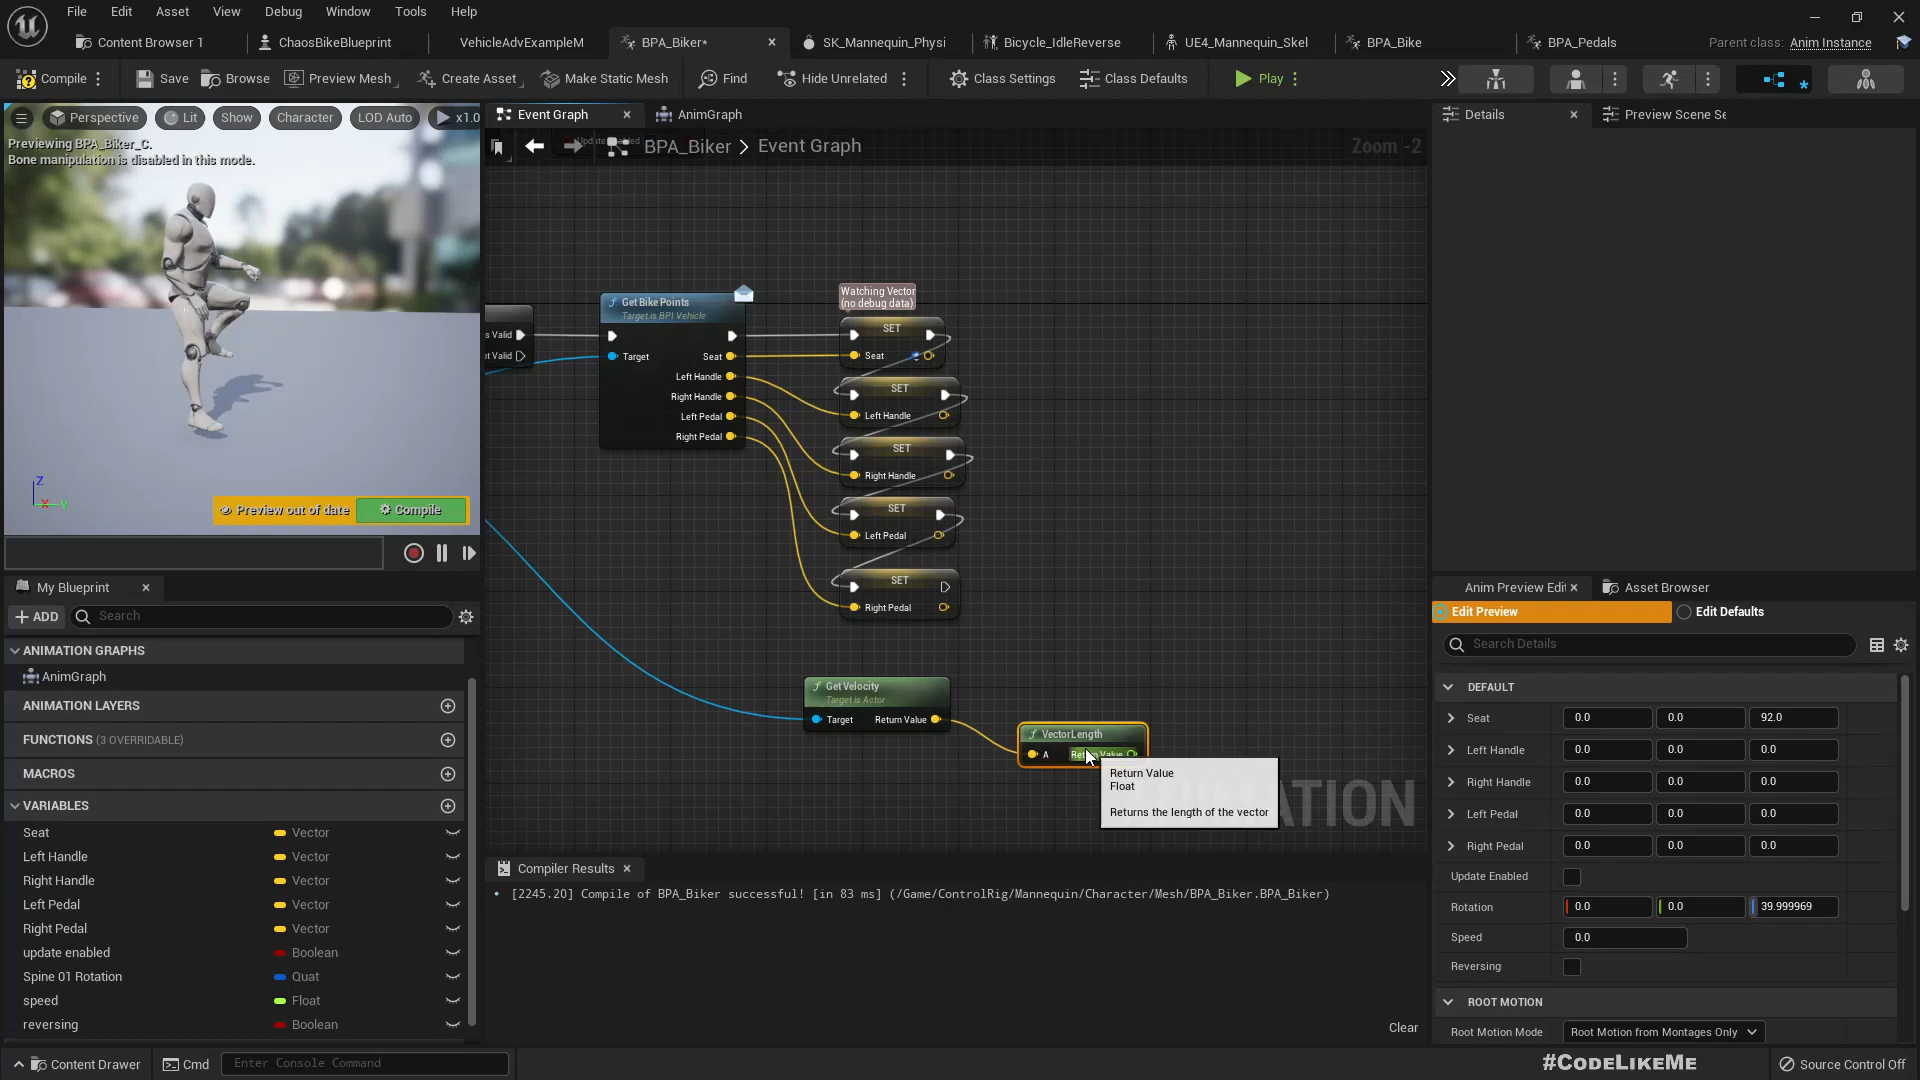 File Edit Asset View Debug Window Tools Help
Content Browser 1 ChaosBikeBlueprint VehicleAdvExampleM BPA_Biker* SK_Mannequin_Physi Bicycle_IdleReverse UE4_Mannequin_Skel BPA_Bike BPA_Pedals Parent class: Anim Instance
Compile Save Browse Preview Mesh Create Asset Make Static Mesh Find Hide Unrelated Class Settings Class Defaults Play
Perspective Lit Show Character LOD Auto x1.0
Previewing BPA_Biker_C.
Bone manipulation is disabled in this mode.
Z
X
Y
Preview out of date Compile
Event Graph AnimGraph
BPA_Biker > Event Graph
Zoom -2
s Valid
ot Valid
Get Bike Points
Target is BPI Vehicle
Target Seat
Left Handle
Right Handle
Left Pedal
Right Pedal
Watching Vector
(no debug data)
SET
Seat
SET
Left Handle
SET
Right Handle
SET
Left Pedal
SET
Right Pedal
Get Velocity
Target is Actor
Target Return Value
VectorLength
A Return Value
Return Value
Float
Returns the length of the vector
MATION
My Blueprint
ADD Search
ANIMATION GRAPHS
AnimGraph
ANIMATION LAYERS
FUNCTIONS (3 OVERRIDABLE)
MACROS
VARIABLES
Seat Vector
Left Handle Vector
Right Handle Vector
Left Pedal Vector
Right Pedal Vector
update enabled Boolean
Spine 01 Rotation Quat
speed Float
reversing Boolean
Compiler Results
• [2245.20] Compile of BPA_Biker successful! [in 83 ms] (/Game/ControlRig/Mannequin/Character/Mesh/BPA_Biker.BPA_Biker)
Clear
Details Preview Scene Se
Anim Preview Edit Asset Browser
Edit Preview Edit Defaults
Search Details
DEFAULT
Seat 0.0 0.0 92.0
Left Handle 0.0 0.0 0.0
Right Handle 0.0 0.0 0.0
Left Pedal 0.0 0.0 0.0
Right Pedal 0.0 0.0 0.0
Update Enabled
Rotation 0.0 0.0 39.999969
Speed 0.0
Reversing
ROOT MOTION
Root Motion Mode Root Motion from Montages Only
Content Drawer Cmd Enter Console Command
#CODELIKEME
Source Control Off